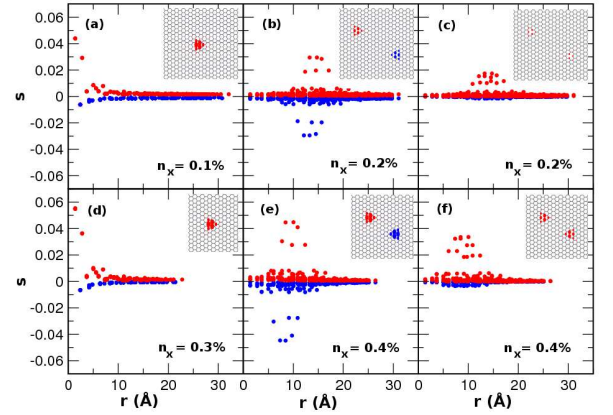 (a) (b) (c)
0.06
0.04
0.02
s 0
-0.02
-0.04
-0.06
n_x = 0.1% n_x = 0.2% n_x = 0.2%
(d) (e) (f)
0.06
0.04
0.02
s 0
-0.02
-0.04
-0.06
n_x = 0.3% n_x = 0.4% n_x = 0.4%
0 10 20 30 10 20 30 10 20 30
r (Å) r (Å) r (Å)